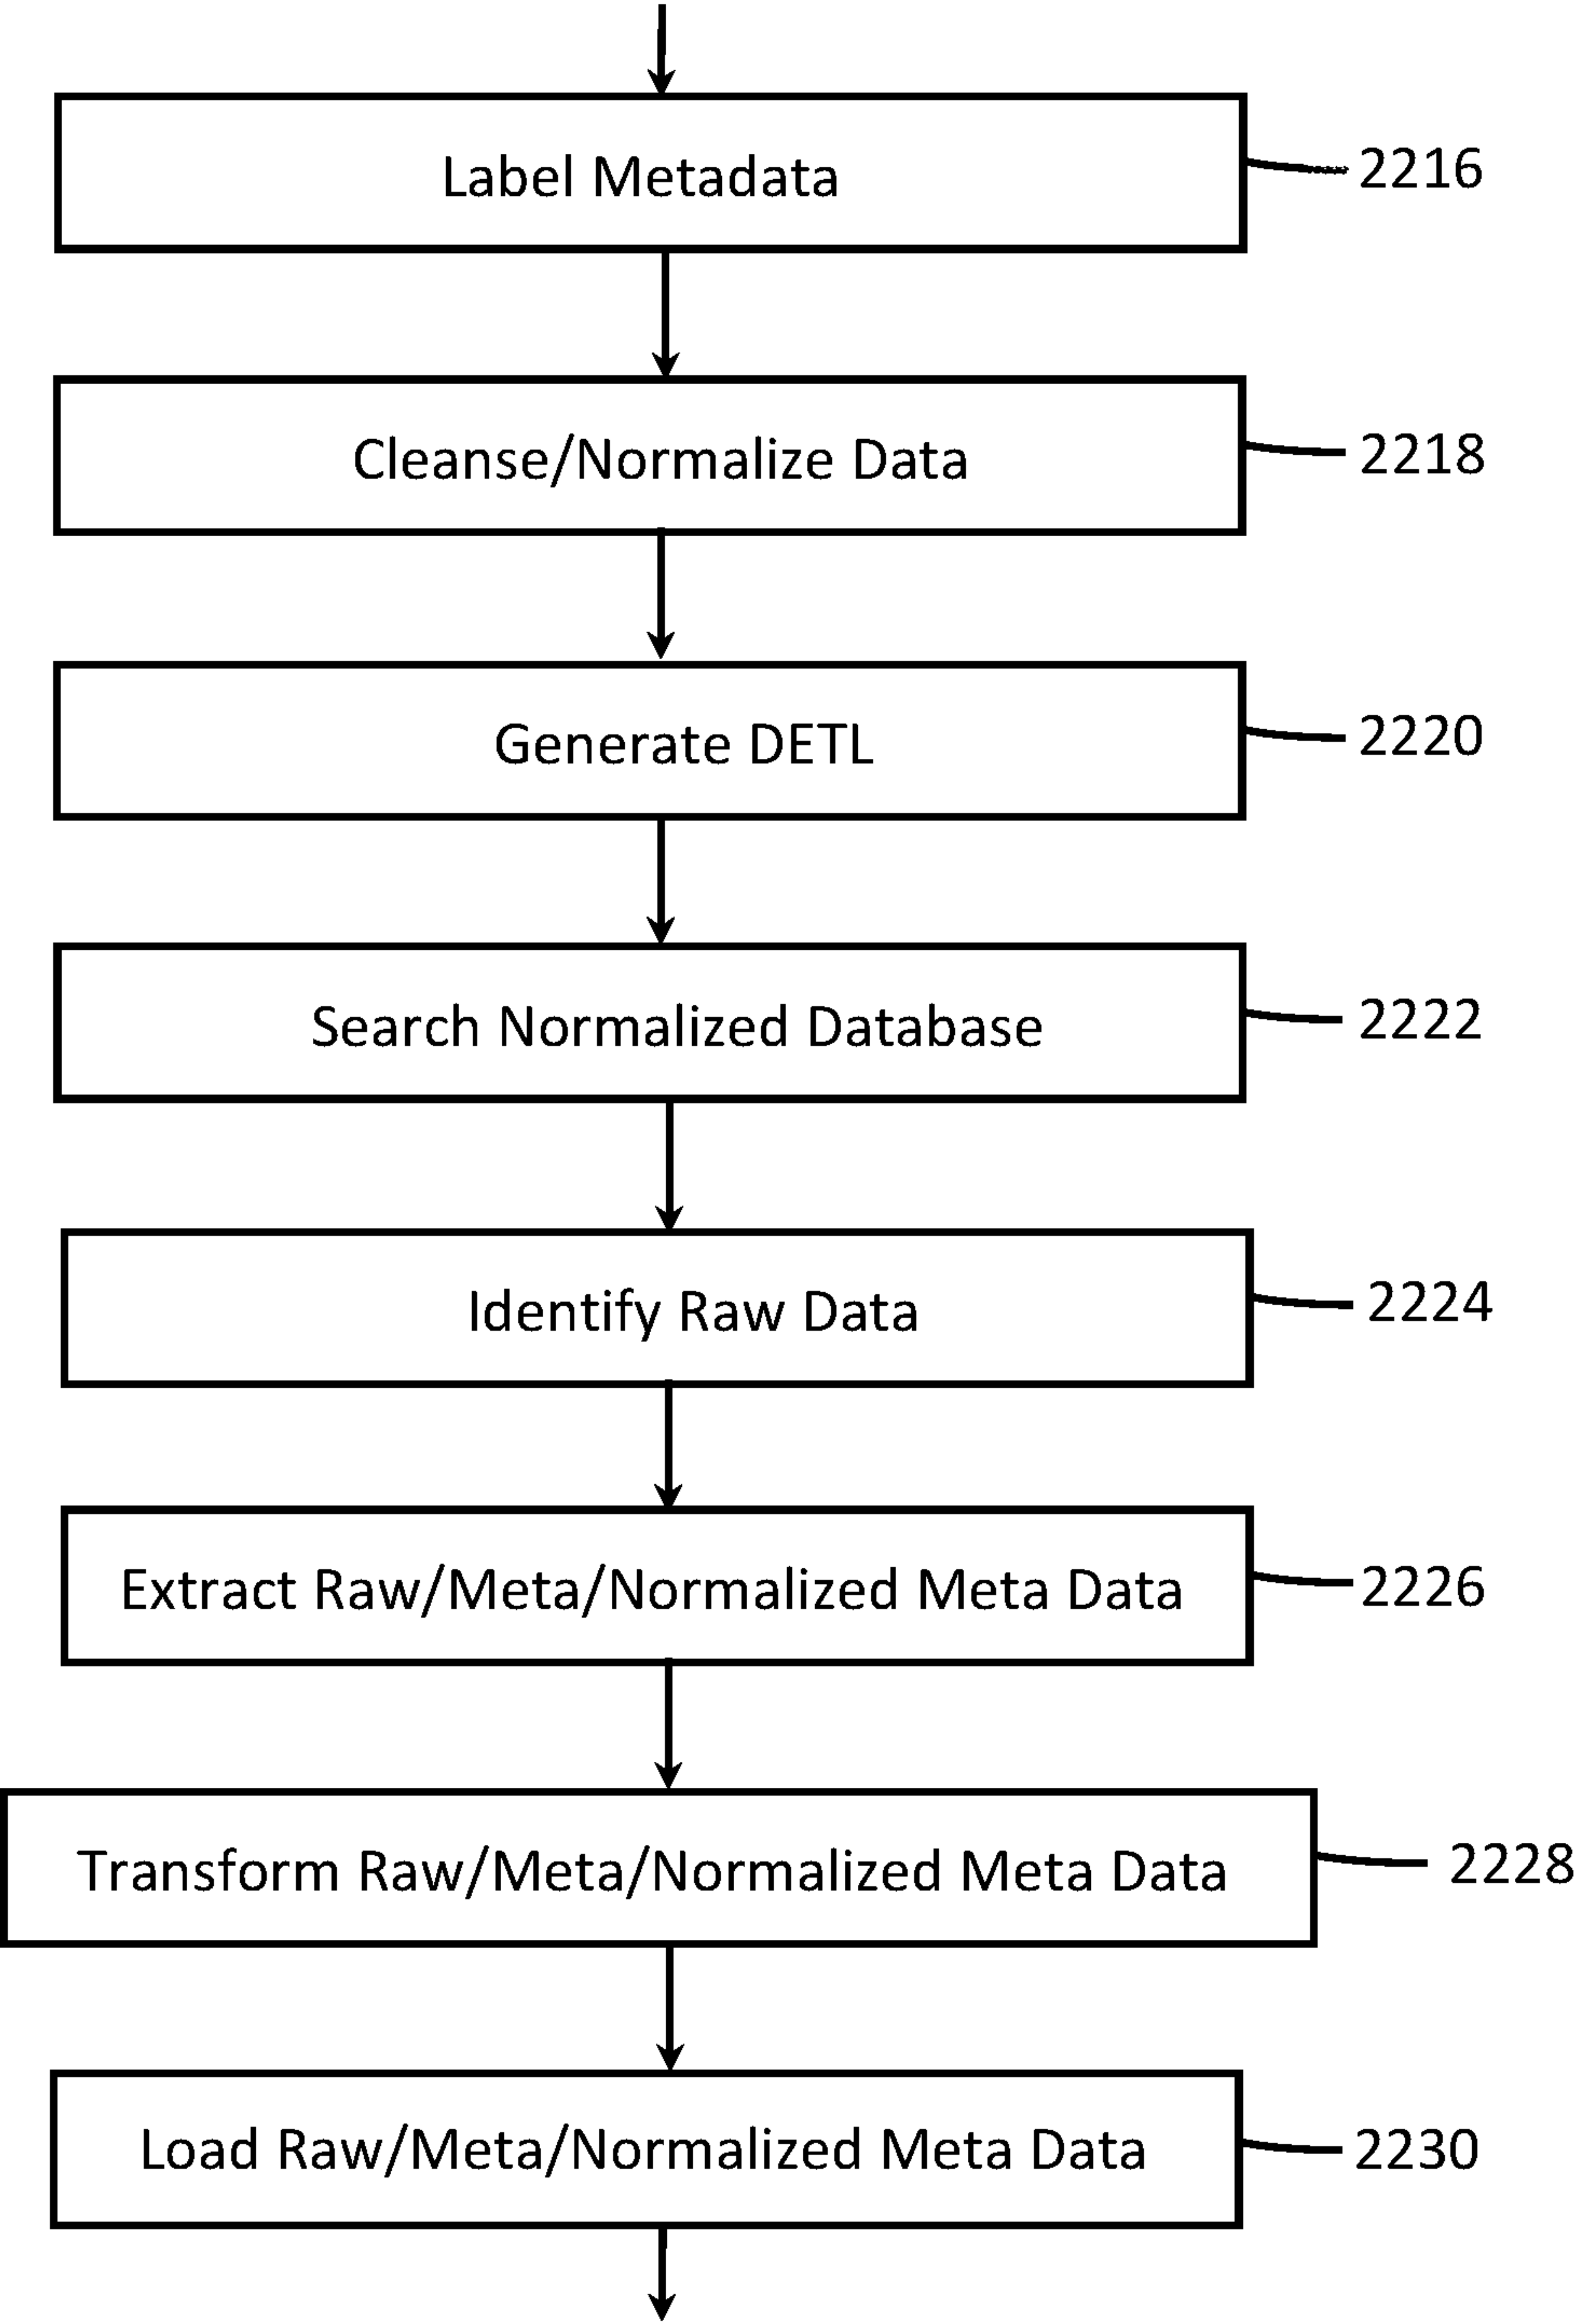 Label Metadata 2216
Cleanse/Normalize Data 2218
Generate DETL 2220
Search Normalized Database 2222
Identify Raw Data 2224
Extract Raw/Meta/Normalized Meta Data 2226
Transform Raw/Meta/Normalized Meta Data 2228
Load Raw/Meta/Normalized Meta Data 2230